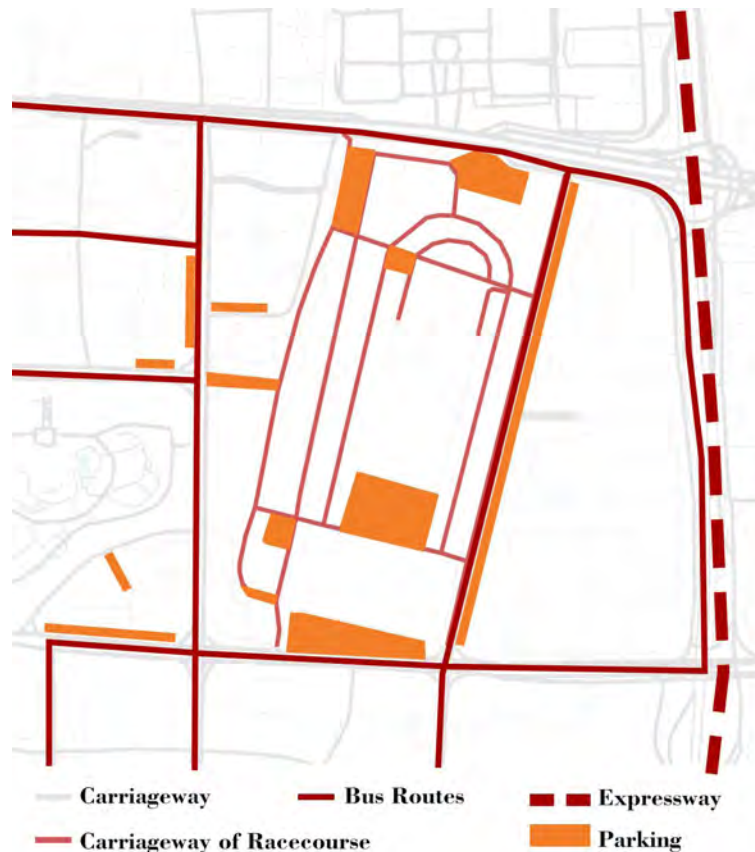 Carriageway
Bus Routes
Expressway
Carriageway of Racecourse
Parking